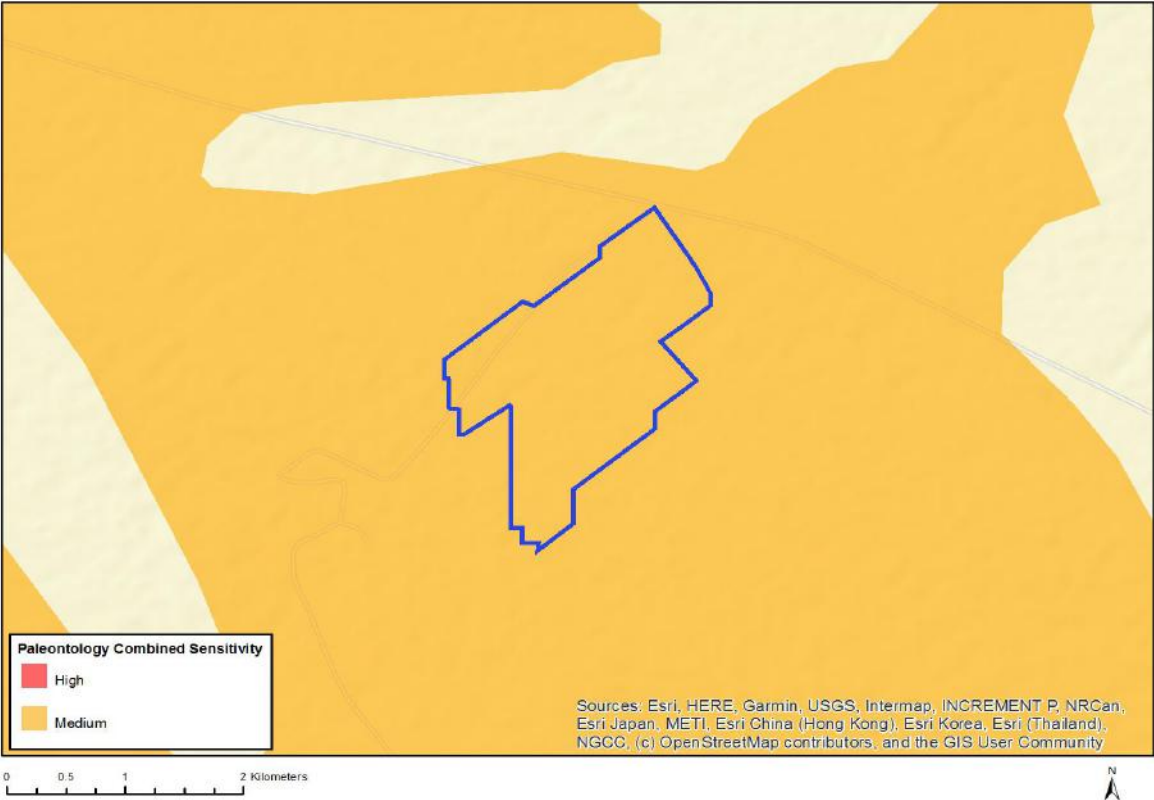 Paleontology Combined Sensitivity
High
Medium
Sources: Esri, HERE, Garmin, USGS, Intermap, INCREMENT P, NRCan,
Esri Japan, METI, Esri China (Hong Kong), Esri Korea, Esri (Thailand),
NGCC, (c) OpenStreetMap contributors, and the GIS User Community
0 0.5 1 2 Kilometers
N